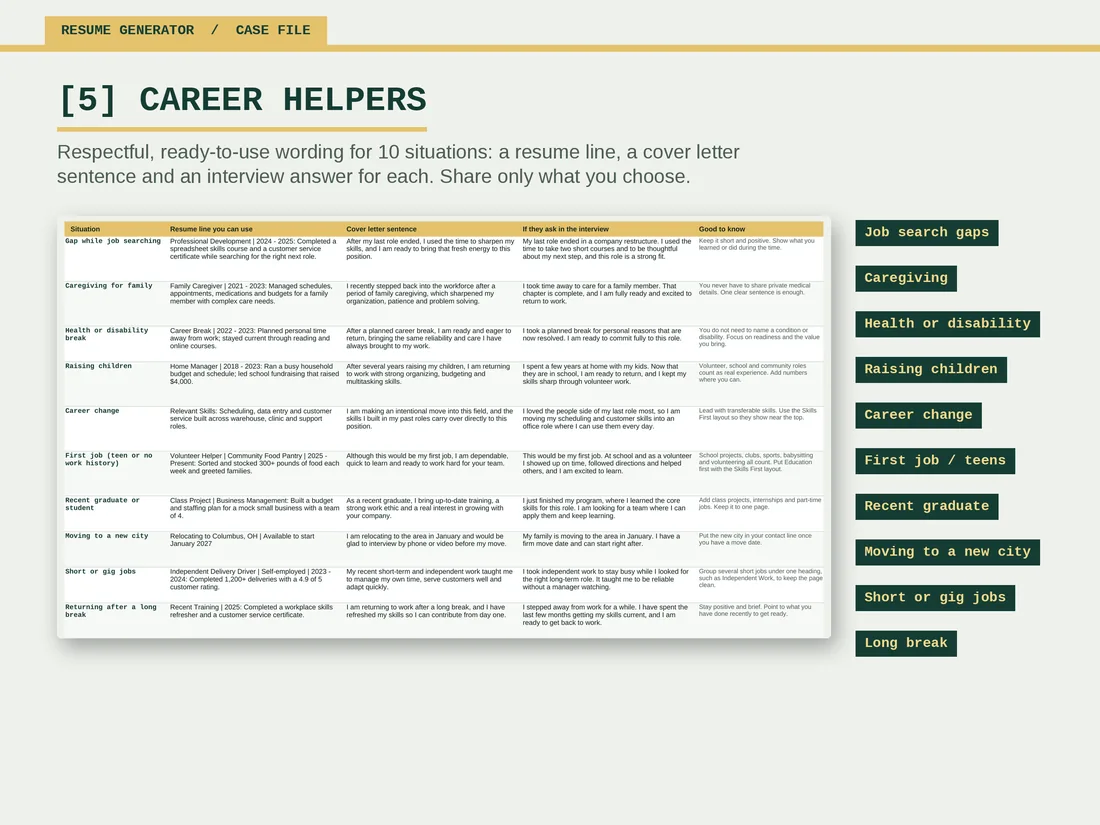 RESUME GENERATOR / CASE FILE
[5] CAREER HELPERS
Respectful, ready-to-use wording for 10 situations: a resume line, a cover letter
sentence and an interview answer for each. Share only what you choose.
Situation
Resume line you can use
Cover letter sentence
If they ask in the interview
Good to know
Gap while job searching
Professional Development | 2024 - 2025: Completed a
spreadsheet skills course and a customer service
certificate while searching for the right next role.
After my last role ended, I used the time to sharpen my
skills, and I am ready to bring that fresh energy to this
position.
My last role ended in a company restructure. I used the
time to take two short courses and to be thoughtful
about my next step, and this role is a strong fit.
Keep it short and positive. Show what you
learned or did during the time.
Caregiving for family
Family Caregiver | 2021 - 2023: Managed schedules,
appointments, medications and budgets for a family
member with complex care needs.
I recently stepped back into the workforce after a
period of family caregiving, which sharpened my
organization, patience and problem solving.
I took time away to care for a family member. That
chapter is complete, and I am fully ready and excited to
return to work.
You never have to share private medical
details. One clear sentence is enough.
Health or disability
break
Career Break | 2022 - 2023: Planned personal time
away from work; stayed current through reading and
online courses.
After a planned career break, I am ready and eager to
return, bringing the same reliability and care I have
always brought to my work.
I took a planned break for personal reasons that are
now resolved. I am ready to commit fully to this role.
You do not need to name a condition or
disability. Focus on readiness and the value
you bring.
Raising children
Home Manager | 2018 - 2023: Ran a busy household
budget and schedule; led school fundraising that raised
$4,000.
After several years raising my children, I am returning
to work with strong organizing, budgeting and
multitasking skills.
I spent a few years at home with my kids. Now that
they are in school, I am ready to return, and I kept my
skills sharp through volunteer work.
Volunteer, school and community roles
count as real experience. Add numbers
where you can.
Career change
Relevant Skills: Scheduling, data entry and customer
service built across warehouse, clinic and support
roles.
I am making an intentional move into this field, and the
skills I built in my past roles carry over directly to this
position.
I loved the people side of my last role most, so I am
moving my scheduling and customer skills into an
office role where I can use them every day.
Lead with transferable skills. Use the Skills
First layout so they show near the top.
First job (teen or no
work history)
Volunteer Helper | Community Food Pantry | 2025 -
Present: Sorted and stocked 300+ pounds of food each
week and greeted families.
Although this would be my first job, I am dependable,
quick to learn and ready to work hard for your team.
This would be my first job. At school and as a volunteer
I showed up on time, followed directions and helped
others, and I am excited to learn.
School projects, clubs, sports, babysitting
and volunteering all count. Put Education
first with the Skills First layout.
Recent graduate or
student
Class Project | Business Management: Built a budget
and staffing plan for a mock small business with a team
of 4.
As a recent graduate, I bring up-to-date training, a
strong work ethic and a real interest in growing with
your company.
I just finished my program, where I learned the core
skills for this role. I am looking for a team where I can
apply them and keep learning.
Add class projects, internships and part-time
jobs. Keep it to one page.
Moving to a new city
Relocating to Columbus, OH | Available to start
January 2027
I am relocating to the area in January and would be
glad to interview by phone or video before my move.
My family is moving to the area in January. I have a
firm move date and can start right after.
Put the new city in your contact line once
you have a move date.
Short or gig jobs
Independent Delivery Driver | Self-employed | 2023 -
2024: Completed 1,200+ deliveries with a 4.9 of 5
customer rating.
My recent short-term and independent work taught me
to manage my own time, serve customers well and
adapt quickly.
I took independent work to stay busy while I looked for
the right long-term role. It taught me to be reliable
without a manager watching.
Group several short jobs under one heading,
such as Independent Work, to keep the page
clean.
Returning after a long
break
Recent Training | 2025: Completed a workplace skills
refresher and a customer service certificate.
I am returning to work after a long break, and I have
refreshed my skills so I can contribute from day one.
I stepped away from work for a while. I have spent the
last few months getting my skills current, and I am
ready to get back to work.
Stay positive and brief. Point to what you
have done recently to get ready.
Job search gaps
Caregiving
Health or disability
Raising children
Career change
First job / teens
Recent graduate
Moving to a new city
Short or gig jobs
Long break